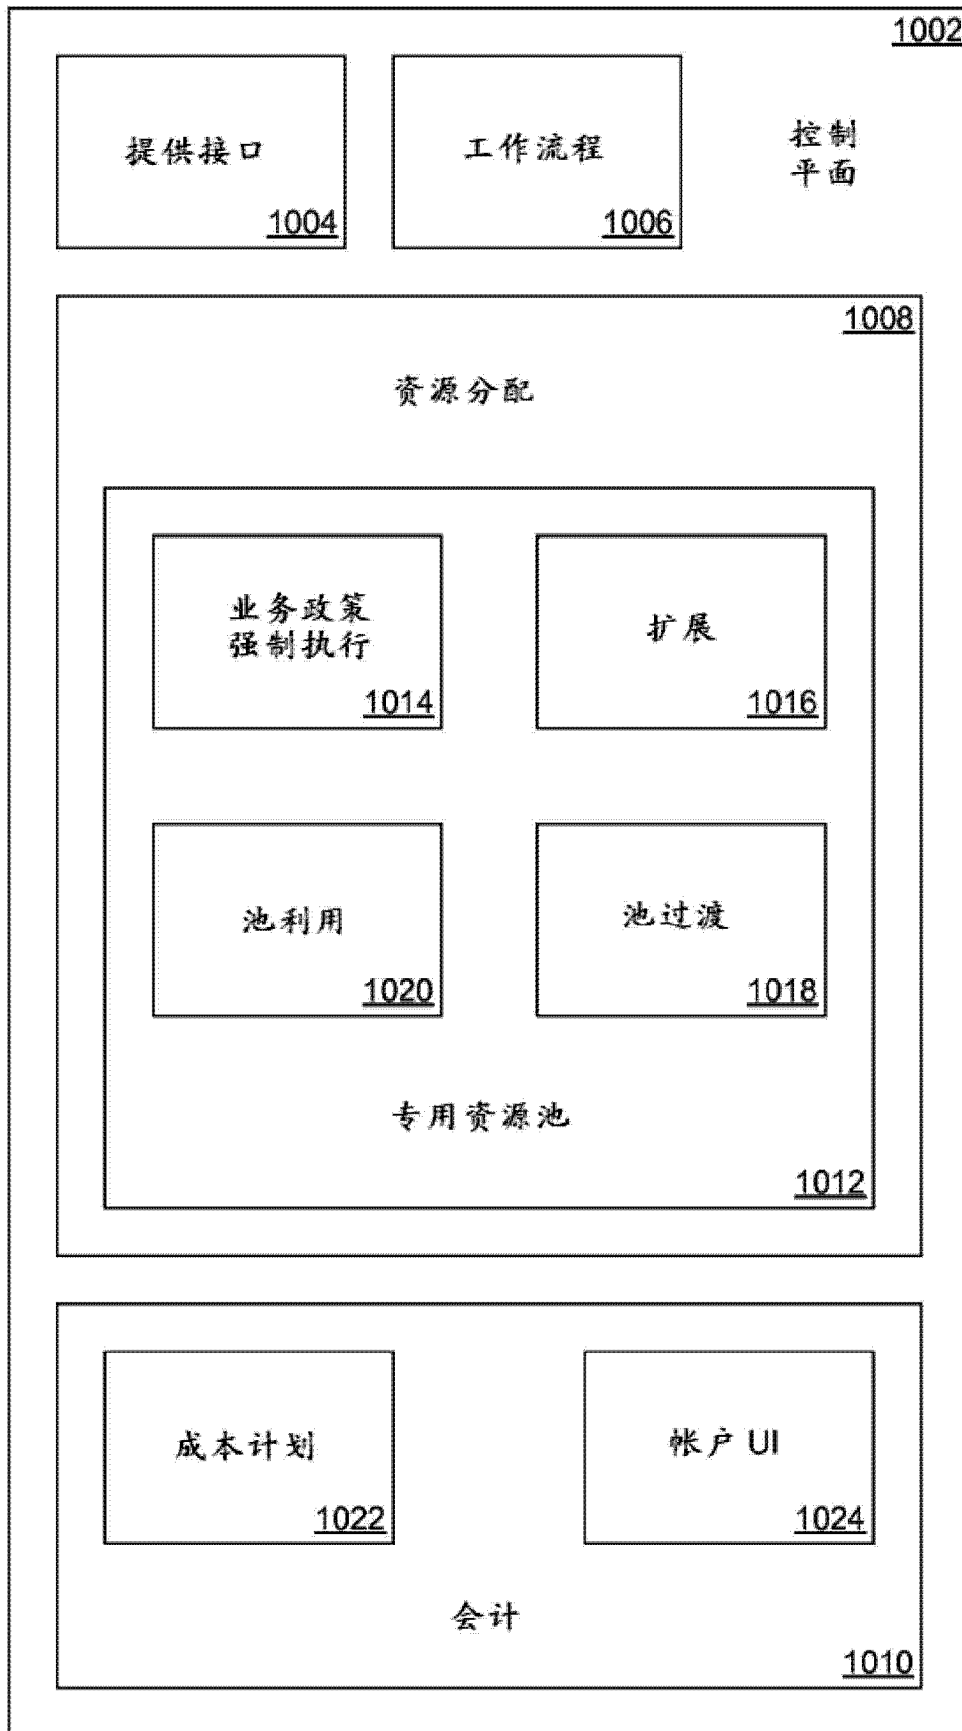 1002
提供接口
1004
工作流程
1006
控制
平面
1008
资源分配
业务政策
强制执行
1014
扩展
1016
池利用
1020
池过渡
1018
专用资源池
1012
成本计划
1022
帐户 UI
1024
会计
1010